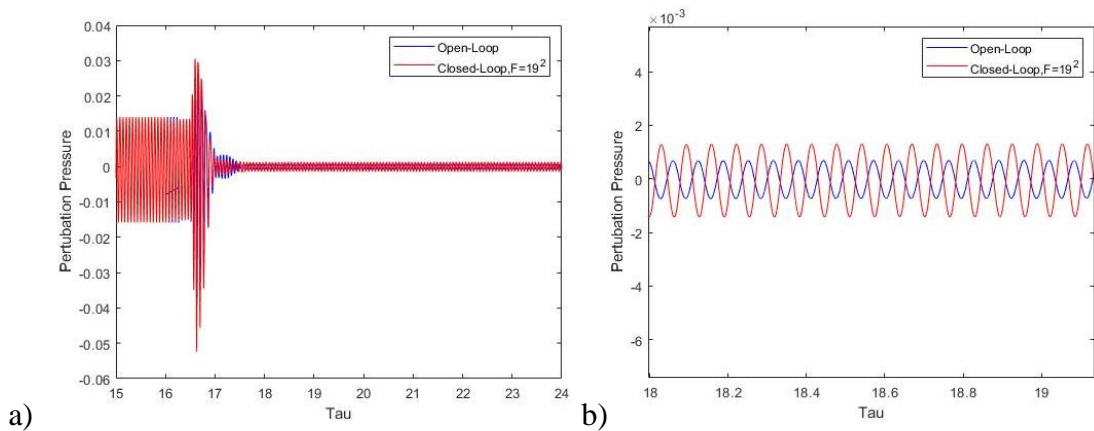 0.04
0.03
0.02
0.01
0
-0.01
-0.02
-0.03
-0.04
-0.05
-0.06
Pertubation Pressure
Open-Loop
Closed-Loop,F=19²
15 16 17 18 19 20 21 22 23 24
Tau
a)
×10⁻³
4
2
0
-2
-4
-6
Pertubation Pressure
Open-Loop
Closed-Loop,F=19²
18 18.2 18.4 18.6 18.8 19
Tau
b)